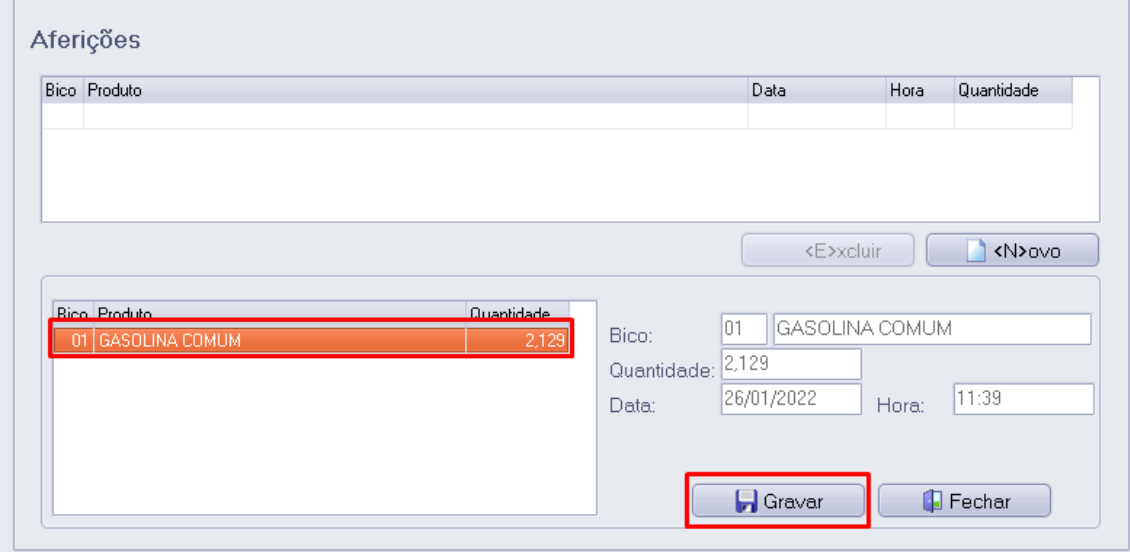 Aferições
Bico Produto Data Hora Quantidade
<E>xcluir <N>ovo
Bico Produto Quantidade
01 GASOLINA COMUM 2,129
Bico: 01 GASOLINA COMUM
Quantidade: 2,129
Data: 26/01/2022 Hora: 11:39
Gravar Fechar